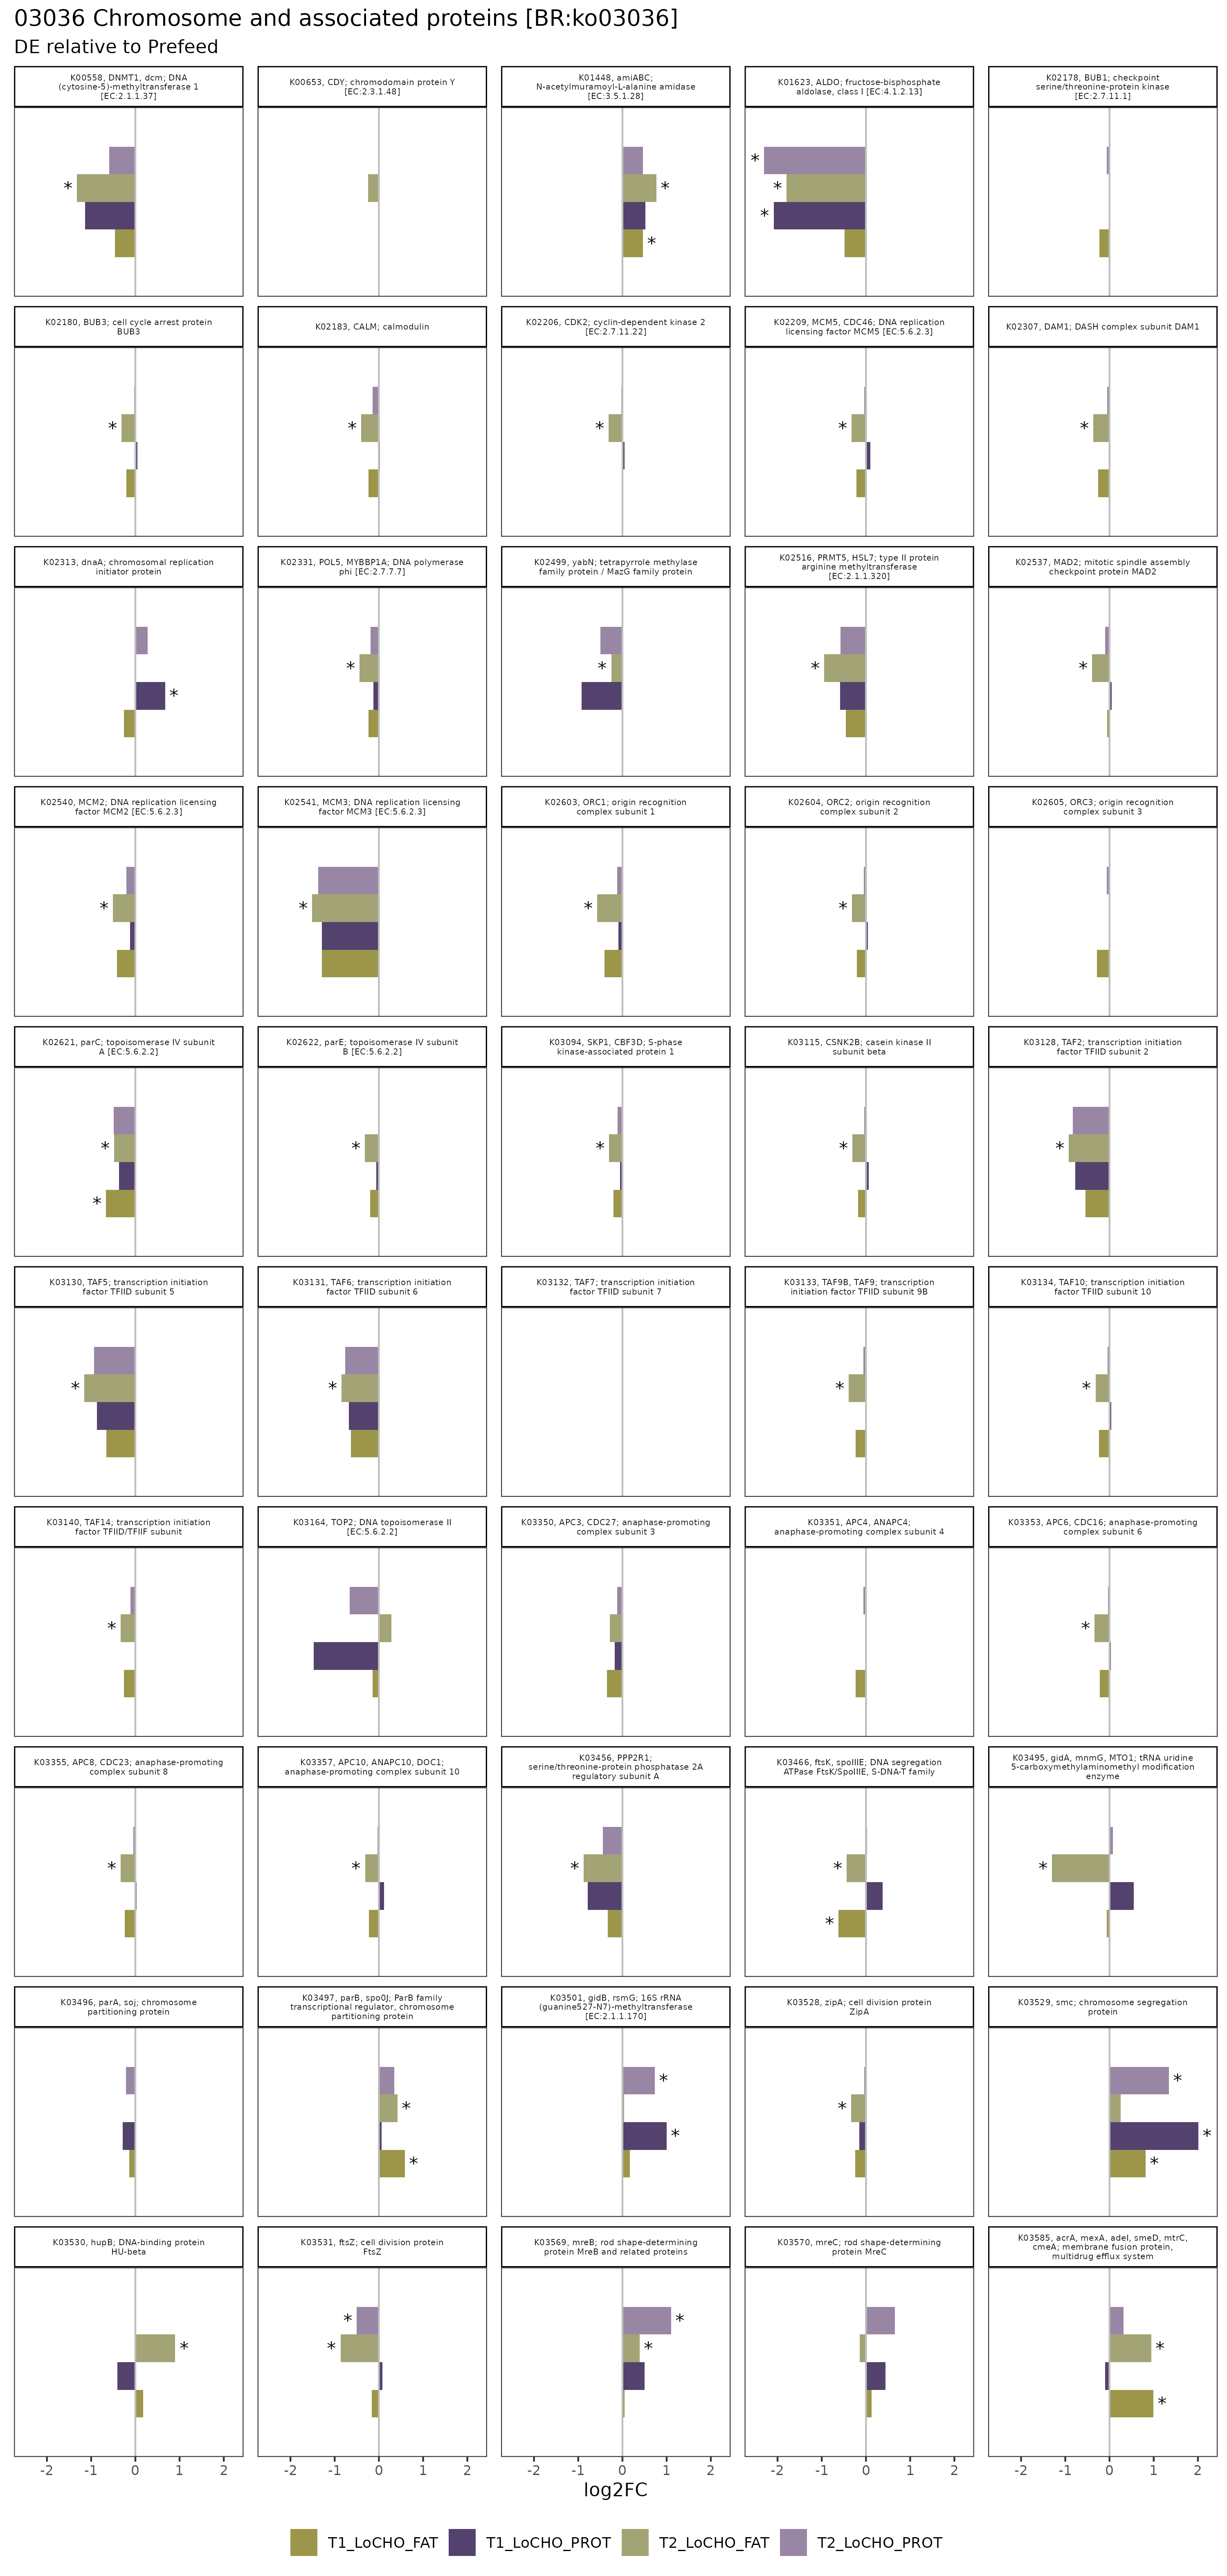 03036 Chromosome and associated proteins [BR:ko03036]
DE relative to Prefeed
K00558, DNMT1, dcm; DNA
(cytosine-5)-methyltransferase 1
[EC:2.1.1.37]
K00653, CDY; chromodomain protein Y
[EC:2.3.1.48]
K01448, amiABC;
N-acetylmuramoyl-L-alanine amidase
[EC:3.5.1.28]
K01623, ALDO; fructose-bisphosphate
aldolase, class I [EC:4.1.2.13]
K02178, BUB1; checkpoint
serine/threonine-protein kinase
[EC:2.7.11.1]
*
*
*
*
*
*
K02180, BUB3; cell cycle arrest protein
BUB3
K02183, CALM; calmodulin
K02206, CDK2; cyclin-dependent kinase 2
[EC:2.7.11.22]
K02209, MCM5, CDC46; DNA replication
licensing factor MCM5 [EC:5.6.2.3]
K02307, DAM1; DASH complex subunit DAM1
*
*
*
*
*
K02313, dnaA; chromosomal replication
initiator protein
K02331, POL5, MYBBP1A; DNA polymerase
phi [EC:2.7.7.7]
K02499, yabN; tetrapyrrole methylase
family protein / MazG family protein
K02516, PRMT5, HSL7; type II protein
arginine methyltransferase
[EC:2.1.1.320]
K02537, MAD2; mitotic spindle assembly
checkpoint protein MAD2
*
*
*
*
*
K02540, MCM2; DNA replication licensing
factor MCM2 [EC:5.6.2.3]
K02541, MCM3; DNA replication licensing
factor MCM3 [EC:5.6.2.3]
K02603, ORC1; origin recognition
complex subunit 1
K02604, ORC2; origin recognition
complex subunit 2
K02605, ORC3; origin recognition
complex subunit 3
*
*
*
*
K02621, parC; topoisomerase IV subunit
A [EC:5.6.2.2]
K02622, parE; topoisomerase IV subunit
B [EC:5.6.2.2]
K03094, SKP1, CBF3D; S-phase
kinase-associated protein 1
K03115, CSNK2B; casein kinase II
subunit beta
K03128, TAF2; transcription initiation
factor TFIID subunit 2
*
*
*
*
*
*
K03130, TAF5; transcription initiation
factor TFIID subunit 5
K03131, TAF6; transcription initiation
factor TFIID subunit 6
K03132, TAF7; transcription initiation
factor TFIID subunit 7
K03133, TAF9B, TAF9; transcription
initiation factor TFIID subunit 9B
K03134, TAF10; transcription initiation
factor TFIID subunit 10
*
*
*
*
K03140, TAF14; transcription initiation
factor TFIID/TFIIF subunit
K03164, TOP2; DNA topoisomerase II
[EC:5.6.2.2]
K03350, APC3, CDC27; anaphase-promoting
complex subunit 3
K03351, APC4, ANAPC4;
anaphase-promoting complex subunit 4
K03353, APC6, CDC16; anaphase-promoting
complex subunit 6
*
*
K03355, APC8, CDC23; anaphase-promoting
complex subunit 8
K03357, APC10, ANAPC10, DOC1;
anaphase-promoting complex subunit 10
K03456, PPP2R1;
serine/threonine-protein phosphatase 2A
regulatory subunit A
K03466, ftsK, spoIIIE; DNA segregation
ATPase FtsK/SpoIIIE, S-DNA-T family
K03495, gidA, mnmG, MTO1; tRNA uridine
5-carboxymethylaminomethyl modification
enzyme
*
*
*
*
*
*
K03496, parA, soj; chromosome
partitioning protein
K03497, parB, spo0J; ParB family
transcriptional regulator, chromosome
partitioning protein
K03501, gidB, rsmG; 16S rRNA
(guanine527-N7)-methyltransferase
[EC:2.1.1.170]
K03528, zipA; cell division protein
ZipA
K03529, smc; chromosome segregation
protein
*
*
*
*
*
*
*
*
K03530, hupB; DNA-binding protein
HU-beta
K03531, ftsZ; cell division protein
FtsZ
K03569, mreB; rod shape-determining
protein MreB and related proteins
K03570, mreC; rod shape-determining
protein MreC
K03585, acrA, mexA, adeI, smeD, mtrC,
cmeA; membrane fusion protein,
multidrug efflux system
*
*
*
*
*
*
*
-2 -1 0 1 2
-2 -1 0 1 2
-2 -1 0 1 2
-2 -1 0 1 2
-2 -1 0 1 2
log2FC
T1_LoCHO_FAT
T1_LoCHO_PROT
T2_LoCHO_FAT
T2_LoCHO_PROT